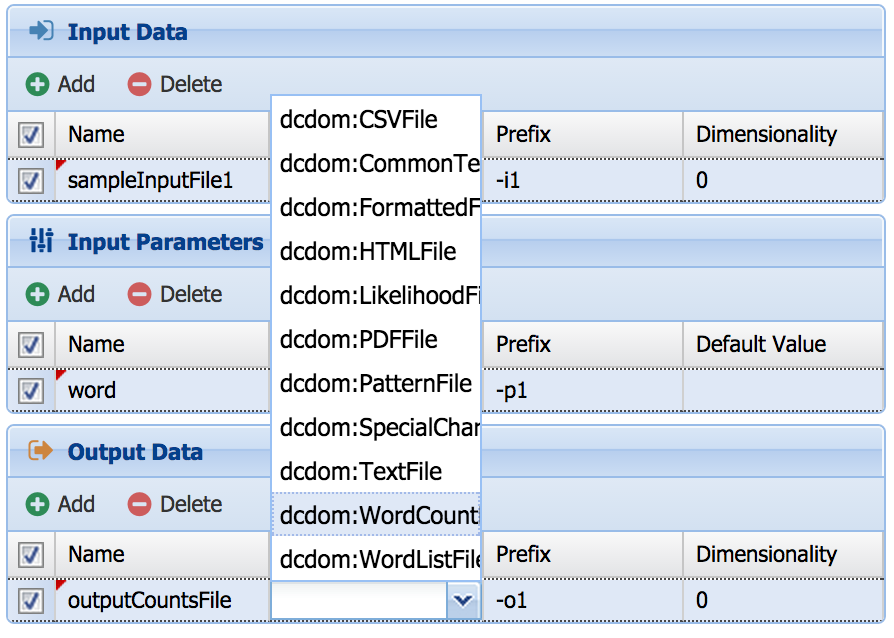 Input Data
Add Delete
Name Prefix Dimensionality
sampleInputFile1 -i1 0
Input Parameters
Add Delete
Name Prefix Default Value
word -p1
Output Data
Add Delete
Name Prefix Dimensionality
outputCountsFile -o1 0
dcdom:CSVFile
dcdom:CommonTe
dcdom:FormattedF
dcdom:HTMLFile
dcdom:LikelihoodFi
dcdom:PDFFile
dcdom:PatternFile
dcdom:SpecialChar
dcdom:TextFile
dcdom:WordCount
dcdom:WordListFile